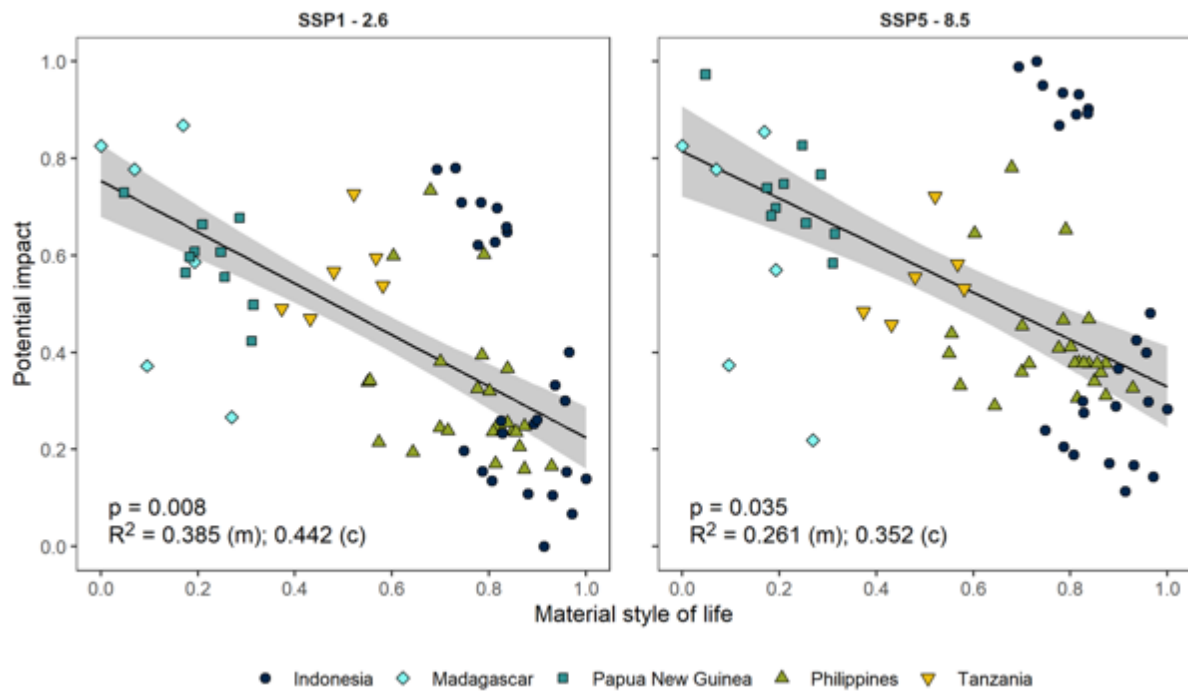 SSP1 - 2.6
SSP5 - 8.5
Potential impact
1.0
0.8
0.6
0.4
0.2
0.0
p = 0.008
R² = 0.385 (m); 0.442 (c)
p = 0.035
R² = 0.261 (m); 0.352 (c)
0.0 0.2 0.4 0.6 0.8 1.0
0.0 0.2 0.4 0.6 0.8 1.0
Material style of life
Indonesia Madagascar Papua New Guinea Philippines Tanzania